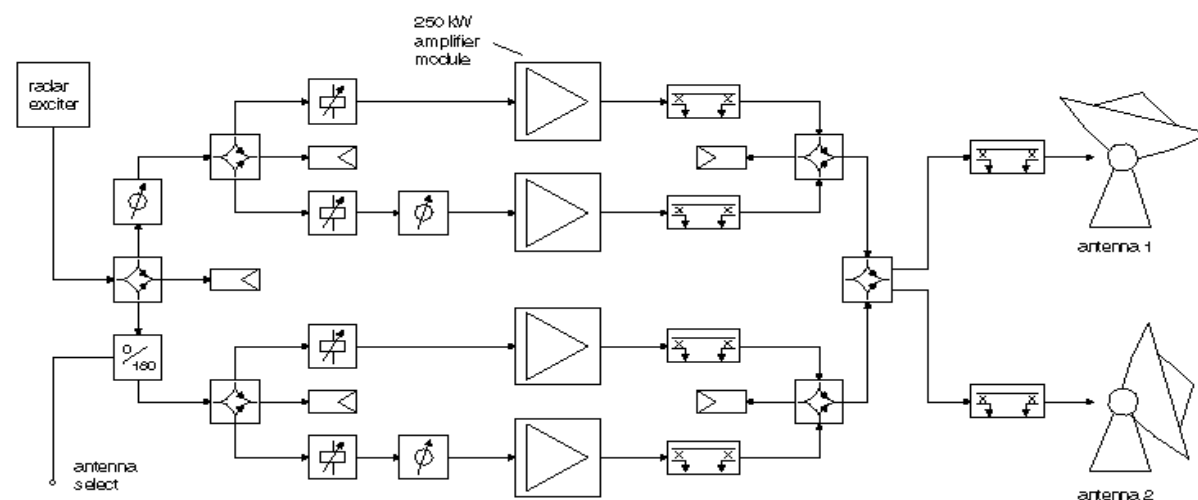 250 kW
amplifier
module
radar
exciter
0/180
antenna
select
antenna 1
antenna 2